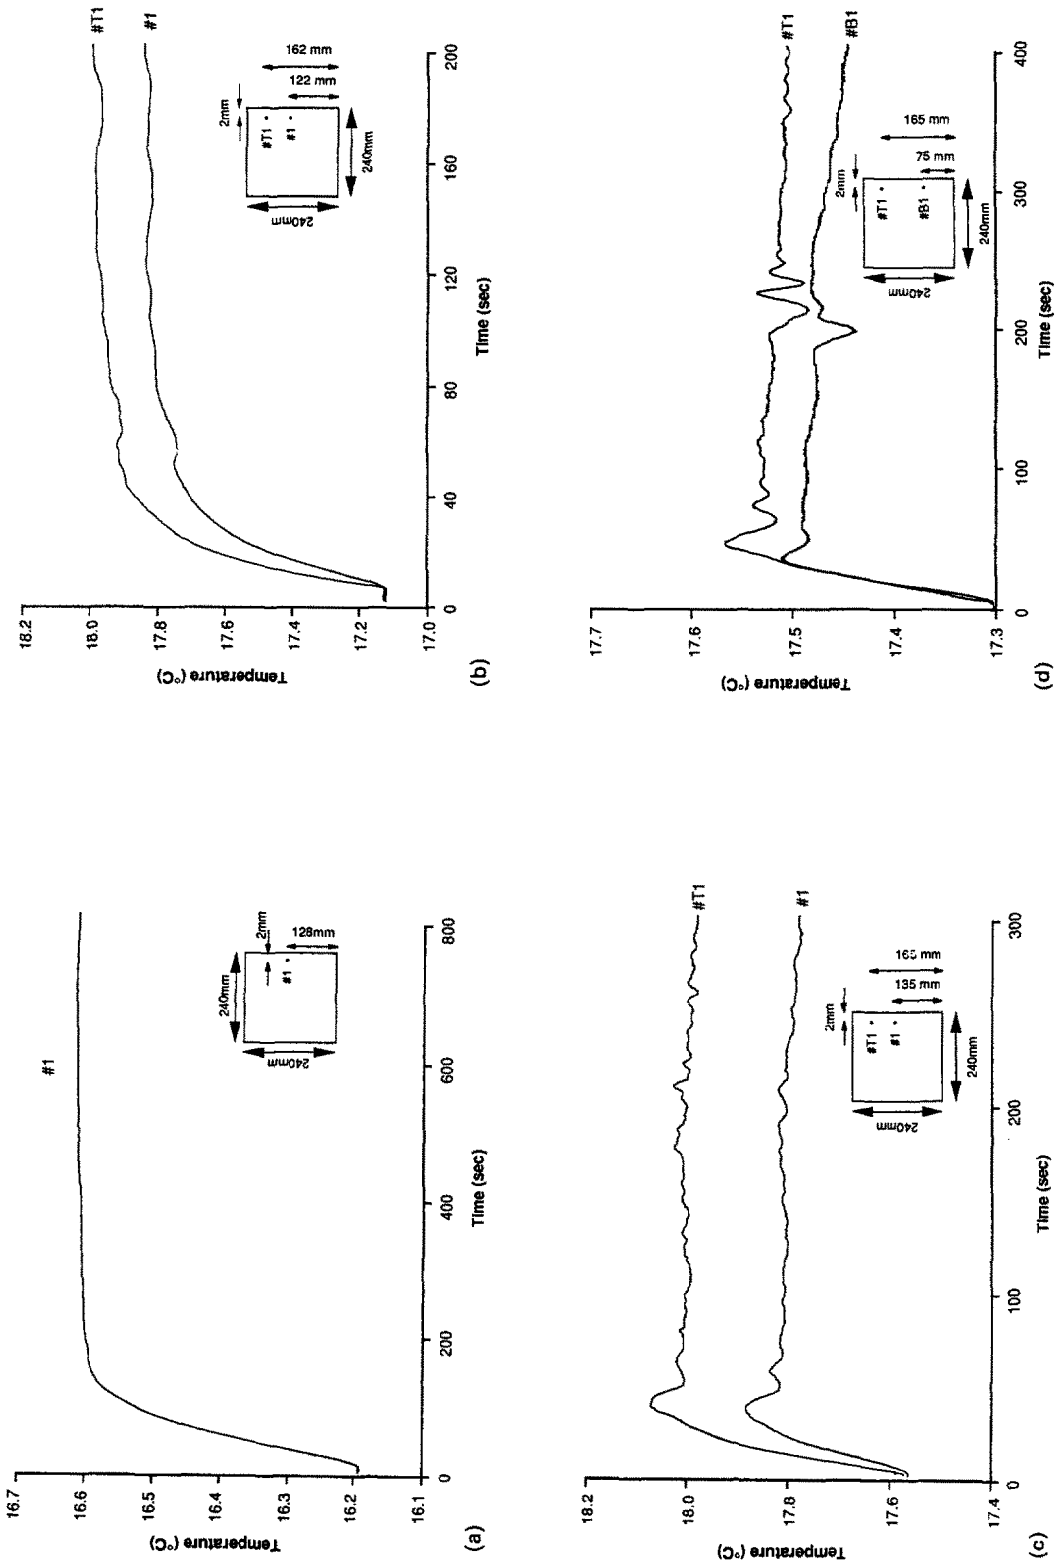 (a)
Temperature (°C)
16.7
16.6
16.5
16.4
16.3
16.2
16.1
0
200
400
600
800
Time (sec)
#1
240mm
240mm
2mm
#1
128mm
(b)
Temperature (°C)
18.2
18.0
17.8
17.6
17.4
17.2
17.0
0
40
80
120
160
200
Time (sec)
#T1
#1
2mm
#T1
#1
162 mm
122 mm
240mm
240mm
(c)
Temperature (°C)
18.2
18.0
17.8
17.6
17.4
0
100
200
300
Time (sec)
#T1
#1
2mm
#T1
#1
165 mm
135 mm
240mm
240mm
(d)
Temperature (°C)
17.7
17.6
17.5
17.4
17.3
0
100
200
300
400
Time (sec)
#T1
#B1
2mm
#T1
#B1
165 mm
75 mm
240mm
240mm